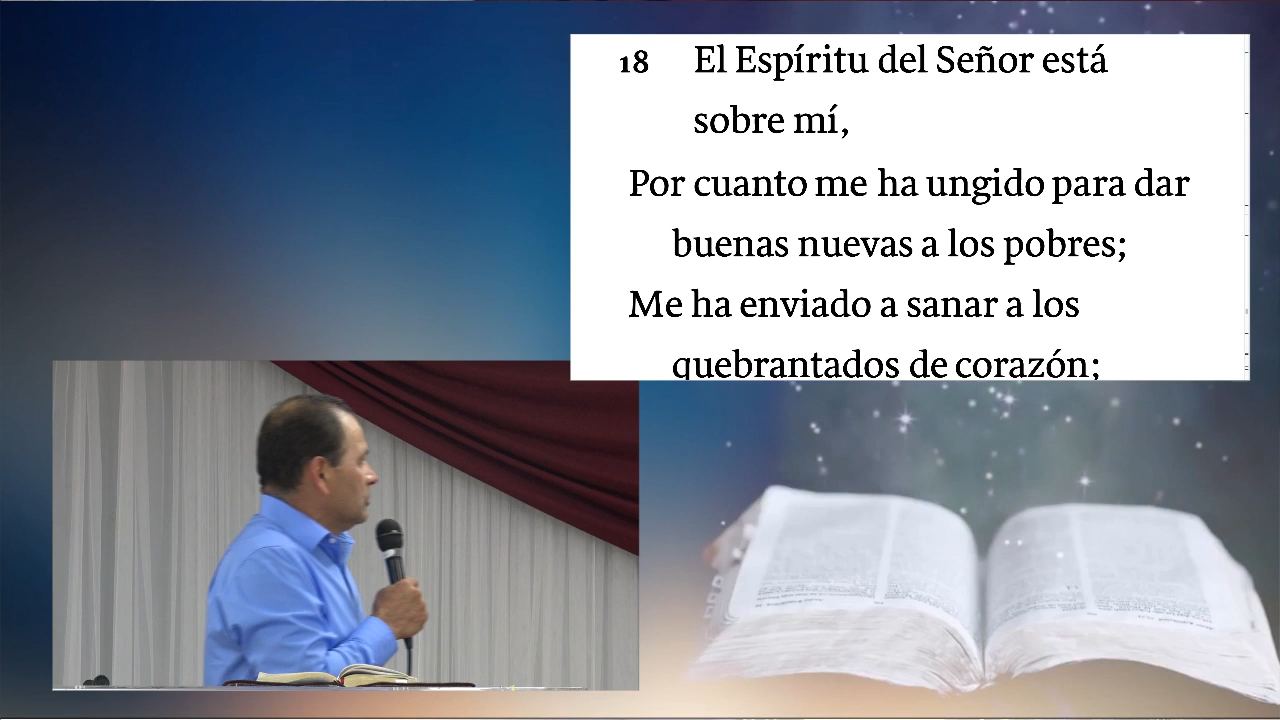 18 El Espíritu del Señor está
sobre mí,
Por cuanto me ha ungido para dar
buenas nuevas a los pobres;
Me ha enviado a sanar a los
quebrantados de corazón;